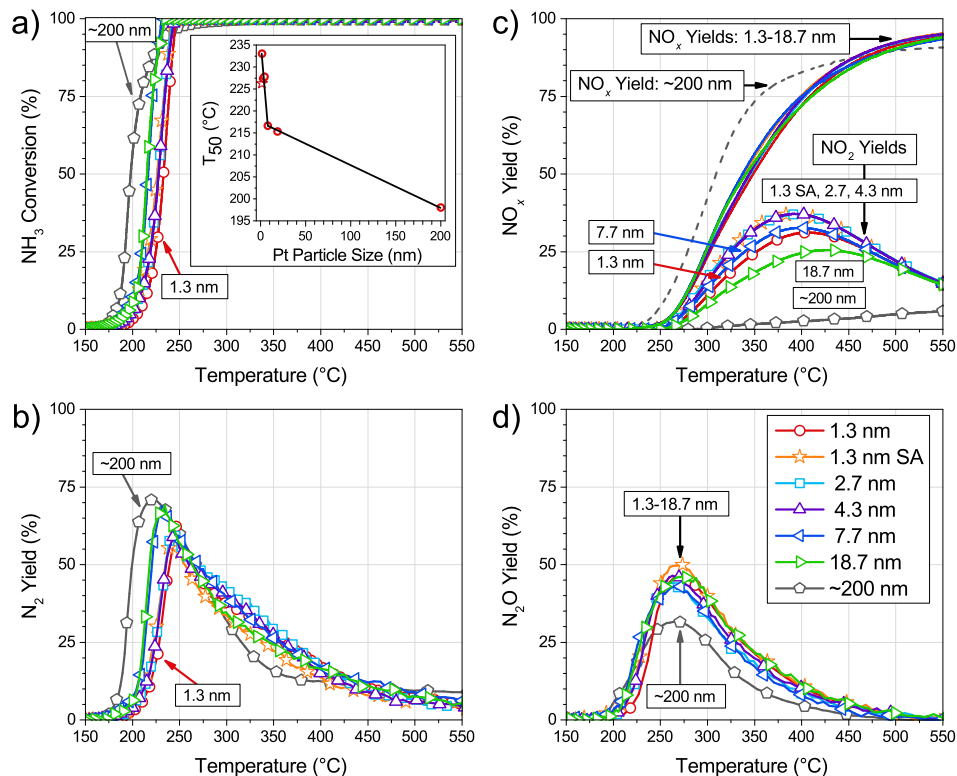 a)
NH3 Conversion (%)
100
75
50
25
0
~200 nm
1.3 nm
T50 (°C)
235
230
225
220
215
210
205
200
195
0 50 100 150 200
Pt Particle Size (nm)
150 200 250 300 350 400 450 500 550
Temperature (°C)
c)
NOx Yield (%)
100
75
50
25
0
NOx Yields: 1.3-18.7 nm
NOx Yield: ~200 nm
NO2 Yields
1.3 SA, 2.7, 4.3 nm
7.7 nm
1.3 nm
18.7 nm
~200 nm
150 200 250 300 350 400 450 500 550
Temperature (°C)
b)
N2 Yield (%)
100
75
50
25
0
~200 nm
1.3 nm
150 200 250 300 350 400 450 500 550
Temperature (°C)
d)
N2O Yield (%)
100
75
50
25
0
1.3-18.7 nm
~200 nm
1.3 nm
1.3 nm SA
2.7 nm
4.3 nm
7.7 nm
18.7 nm
~200 nm
150 200 250 300 350 400 450 500 550
Temperature (°C)